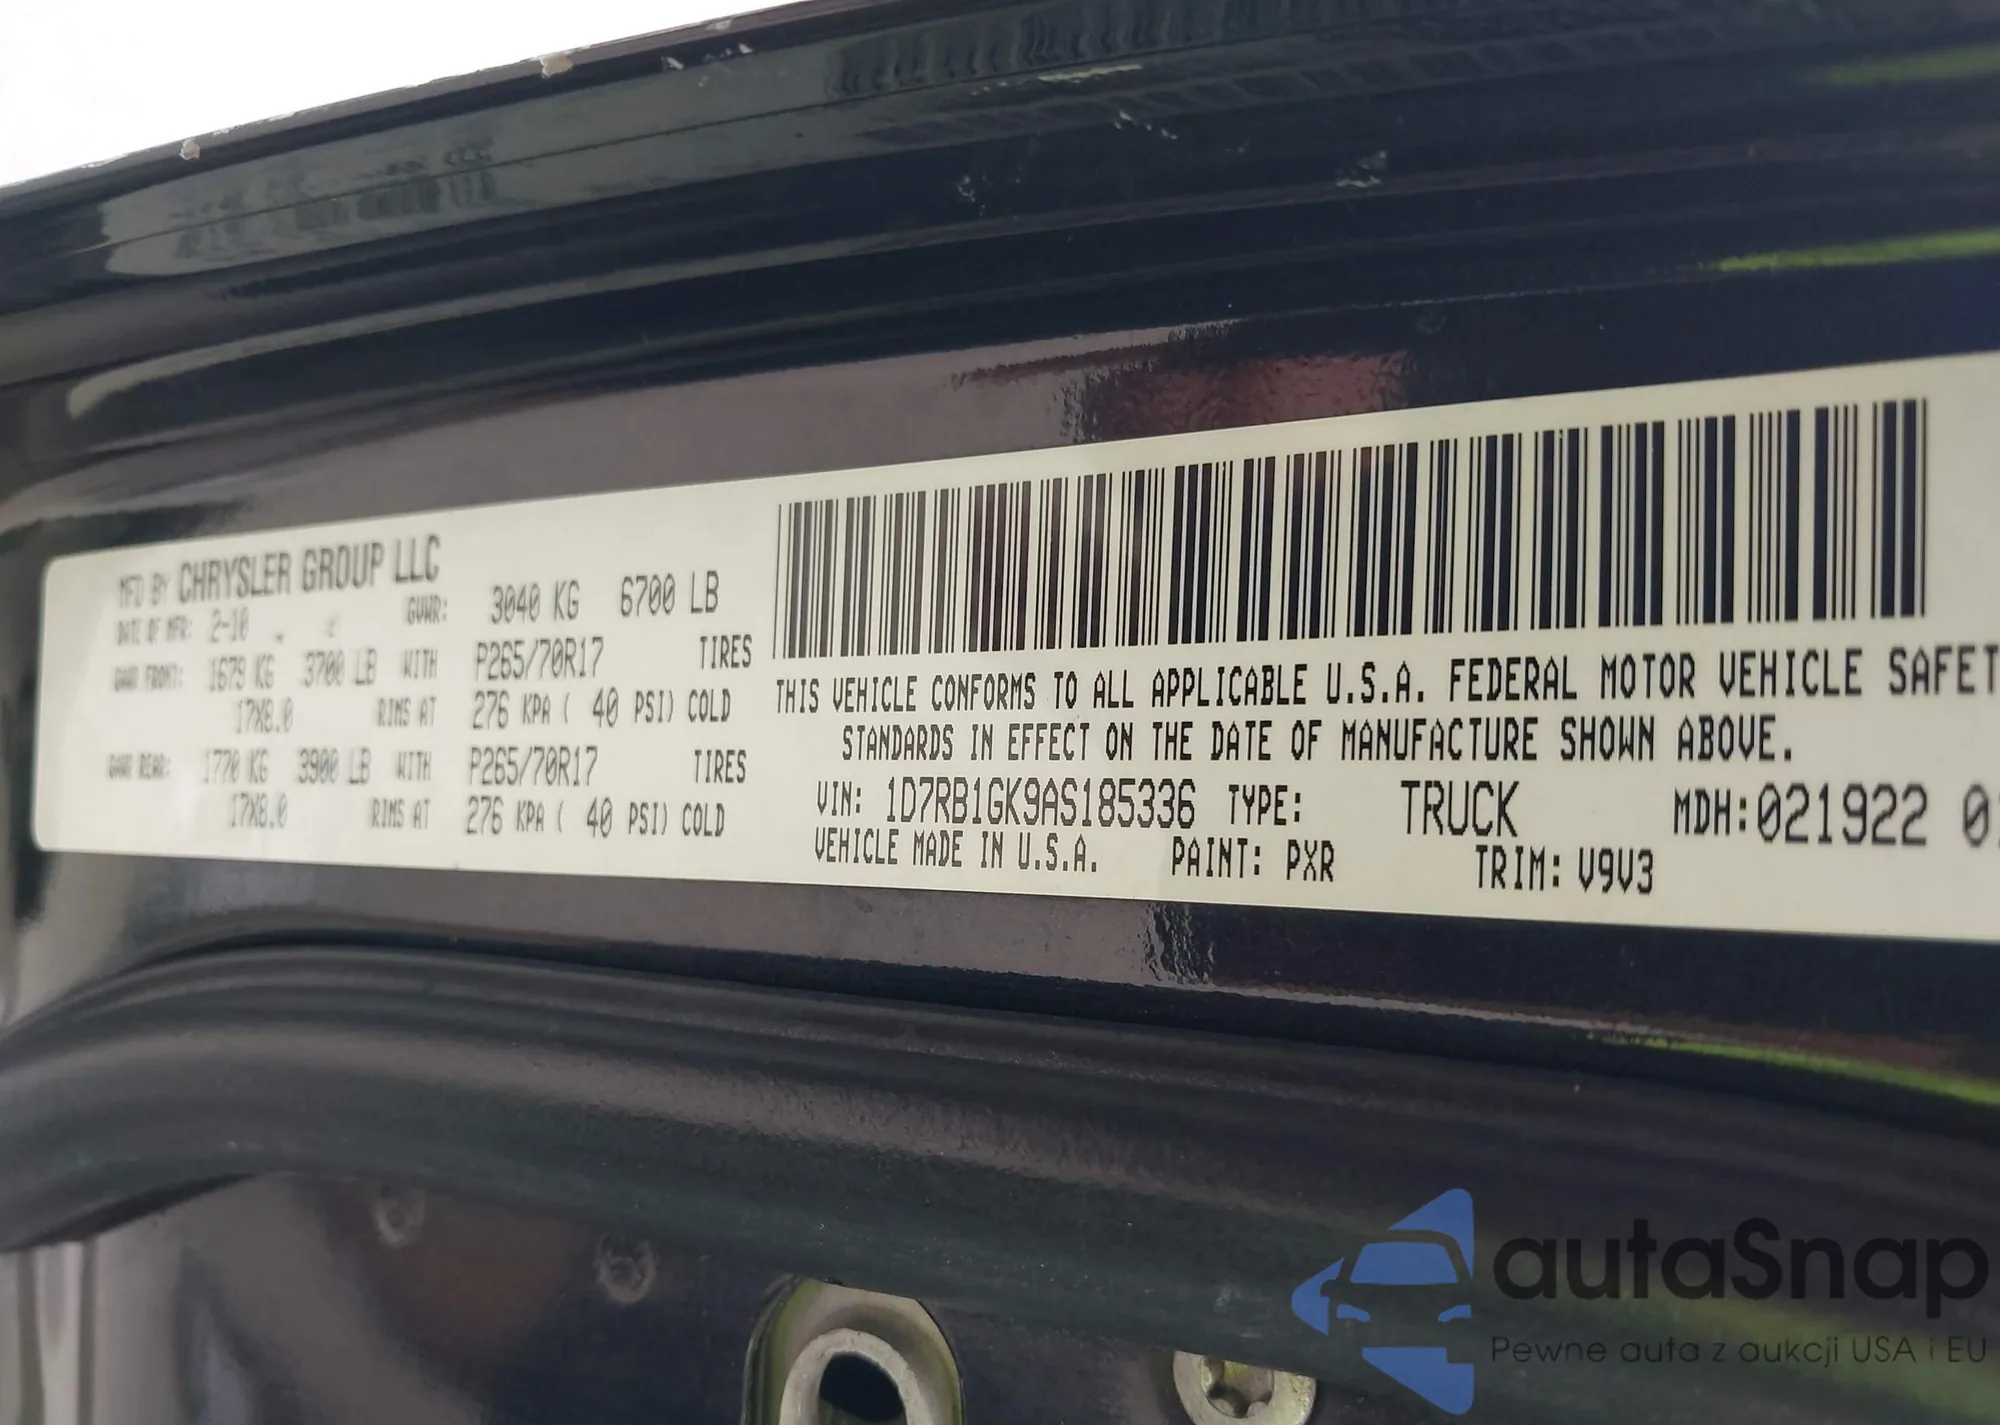 MFD BY CHRYSLER GROUP LLC
DATE OF MFR: 2-10 GVWR: 3040 KG 6700 LB
GAWR FRONT: 1679 KG 3700 LB WITH P265/70R17 TIRES
17X8.0 RIMS AT 276 KPA ( 40 PSI) COLD
GAWR REAR: 1770 KG 3900 LB WITH P265/70R17 TIRES
17X8.0 RIMS AT 276 KPA ( 40 PSI) COLD
THIS VEHICLE CONFORMS TO ALL APPLICABLE U.S.A. FEDERAL MOTOR VEHICLE SAFET
STANDARDS IN EFFECT ON THE DATE OF MANUFACTURE SHOWN ABOVE.
VIN: 1D7RB1GK9AS185336 TYPE: TRUCK MDH:021922 0
VEHICLE MADE IN U.S.A. PAINT: PXR TRIM: V9V3
autaSnap
Pewne auta z aukcji USA i EU